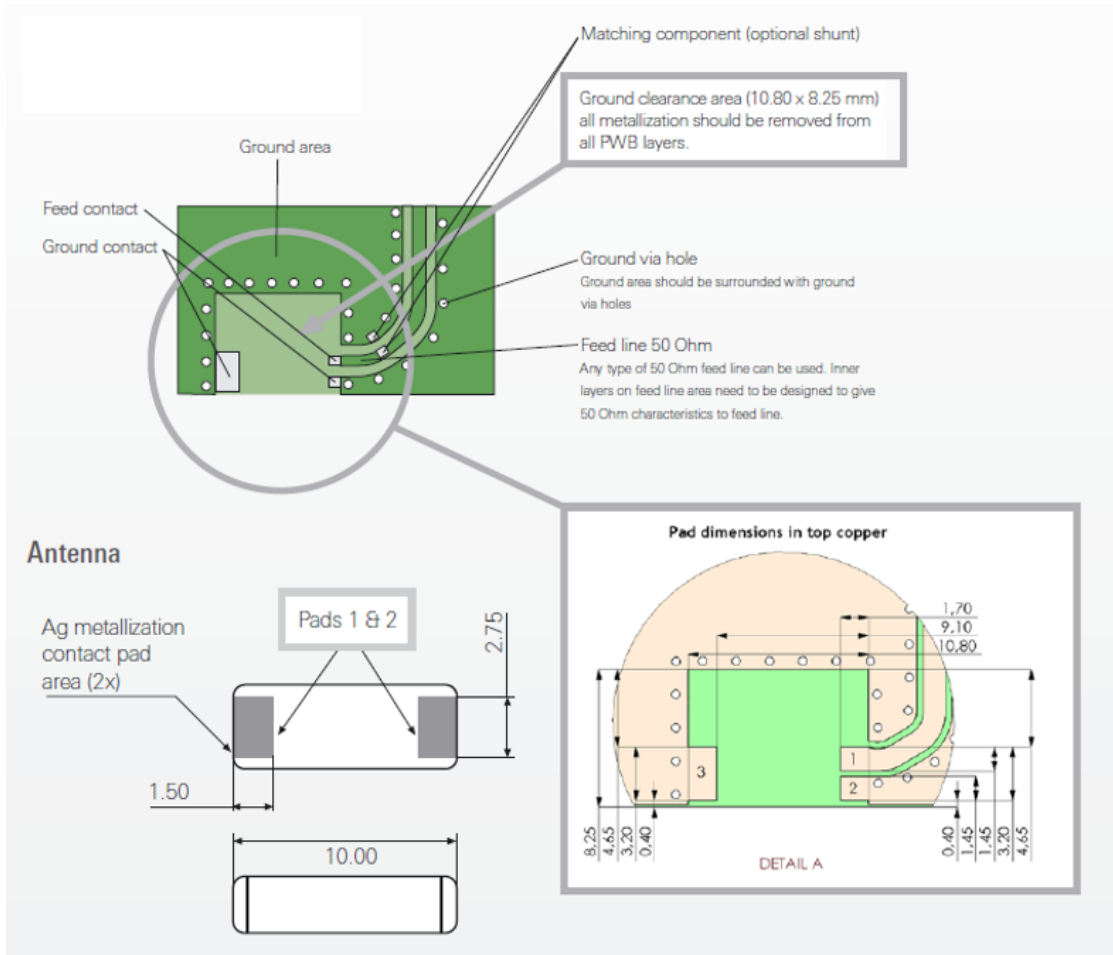 Matching component (optional shunt)
Ground clearance area (10.80 x 8.25 mm)
all metallization should be removed from
all PWB layers.
Ground area
Feed contact
Ground contact
Ground via hole
Ground area should be surrounded with ground
via holes
Feed line 50 Ohm
Any type of 50 Ohm feed line can be used. Inner
layers on feed line area need to be designed to give
50 Ohm characteristics to feed line.
Antenna
Ag metallization
contact pad
area (2x)
Pads 1 & 2
2.75
1.50
10.00
Pad dimensions in top copper
1,70
9,10
10,80
1
2
3
8,25
4,65
3,20
0,40
0,40
1,45
1,45
3,20
4,65
DETAIL A